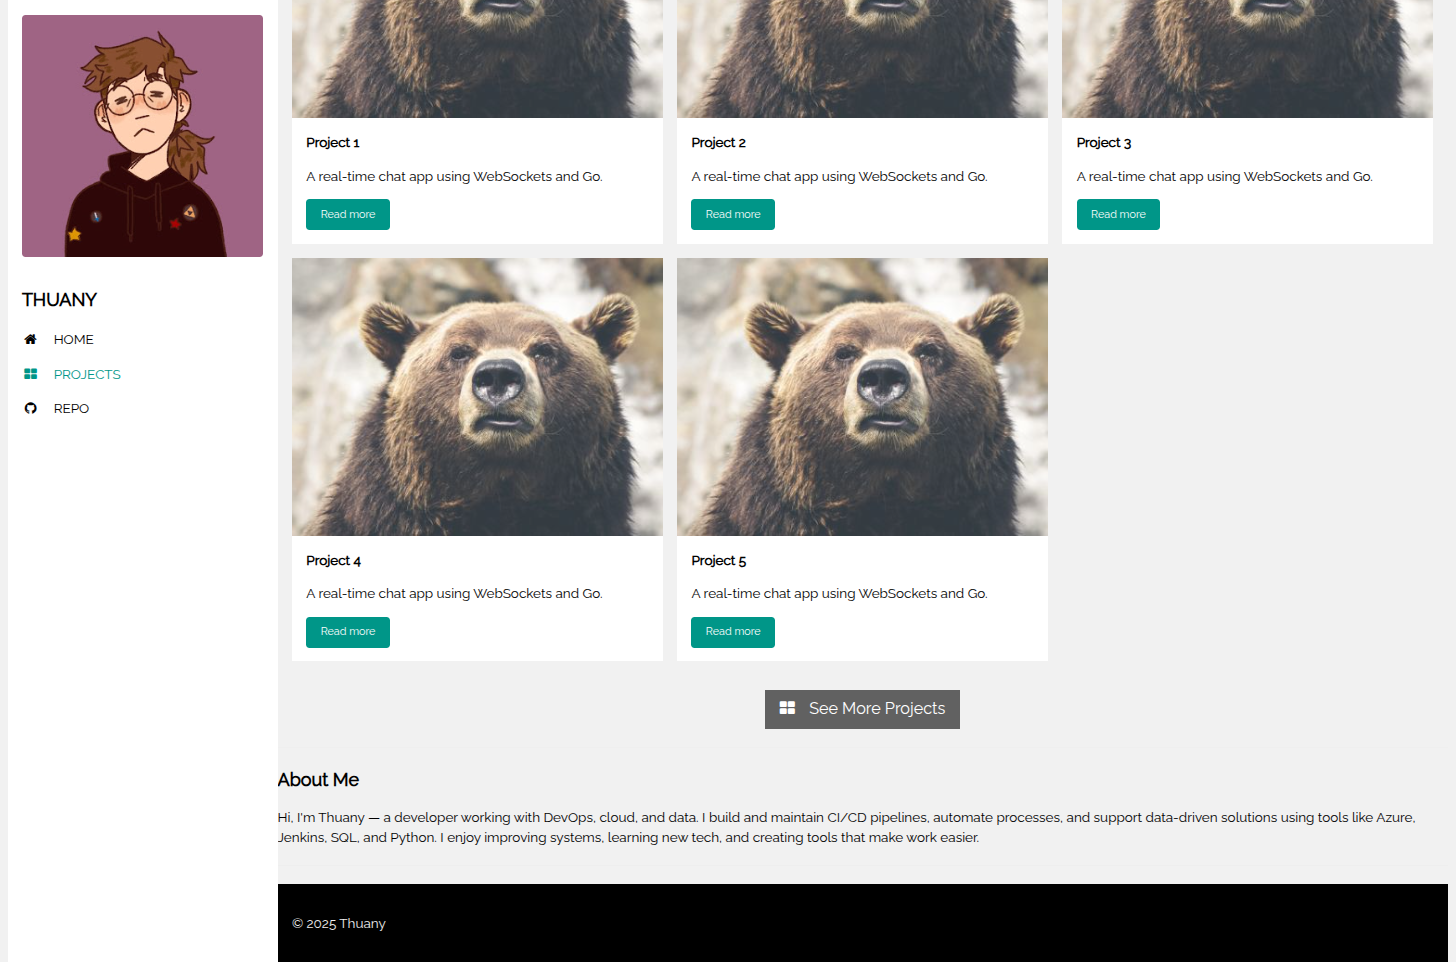 THUANY
HOME
PROJECTS
REPO
Project 1
A real-time chat app using WebSockets and Go.
Read more
Project 2
A real-time chat app using WebSockets and Go.
Read more
Project 3
A real-time chat app using WebSockets and Go.
Read more
Project 4
A real-time chat app using WebSockets and Go.
Read more
Project 5
A real-time chat app using WebSockets and Go.
Read more
See More Projects
About Me
Hi, I'm Thuany — a developer working with DevOps, cloud, and data. I build and maintain CI/CD pipelines, automate processes, and support data-driven solutions using tools like Azure,
Jenkins, SQL, and Python. I enjoy improving systems, learning new tech, and creating tools that make work easier.
© 2025 Thuany